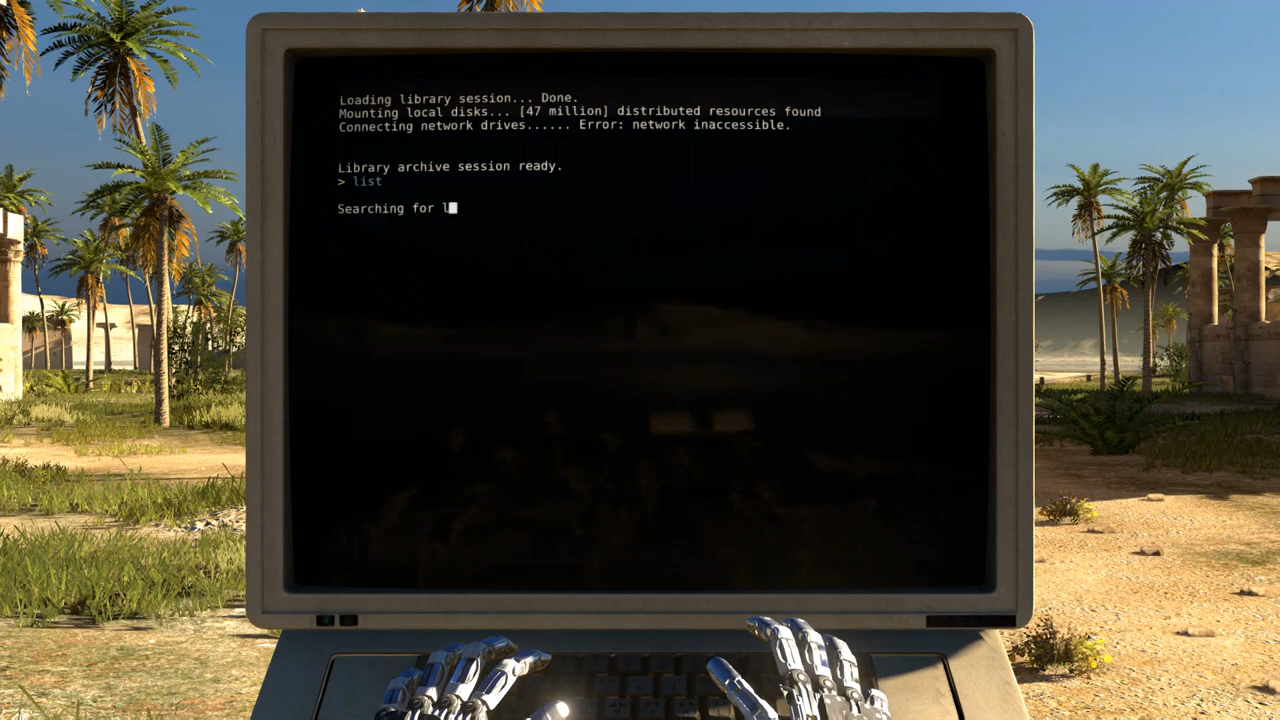 Loading library session... Done.
Mounting local disks... [47 million] distributed resources found
Connecting network drives...... Error: network inaccessible.
Library archive session ready.
> list
Searching for l